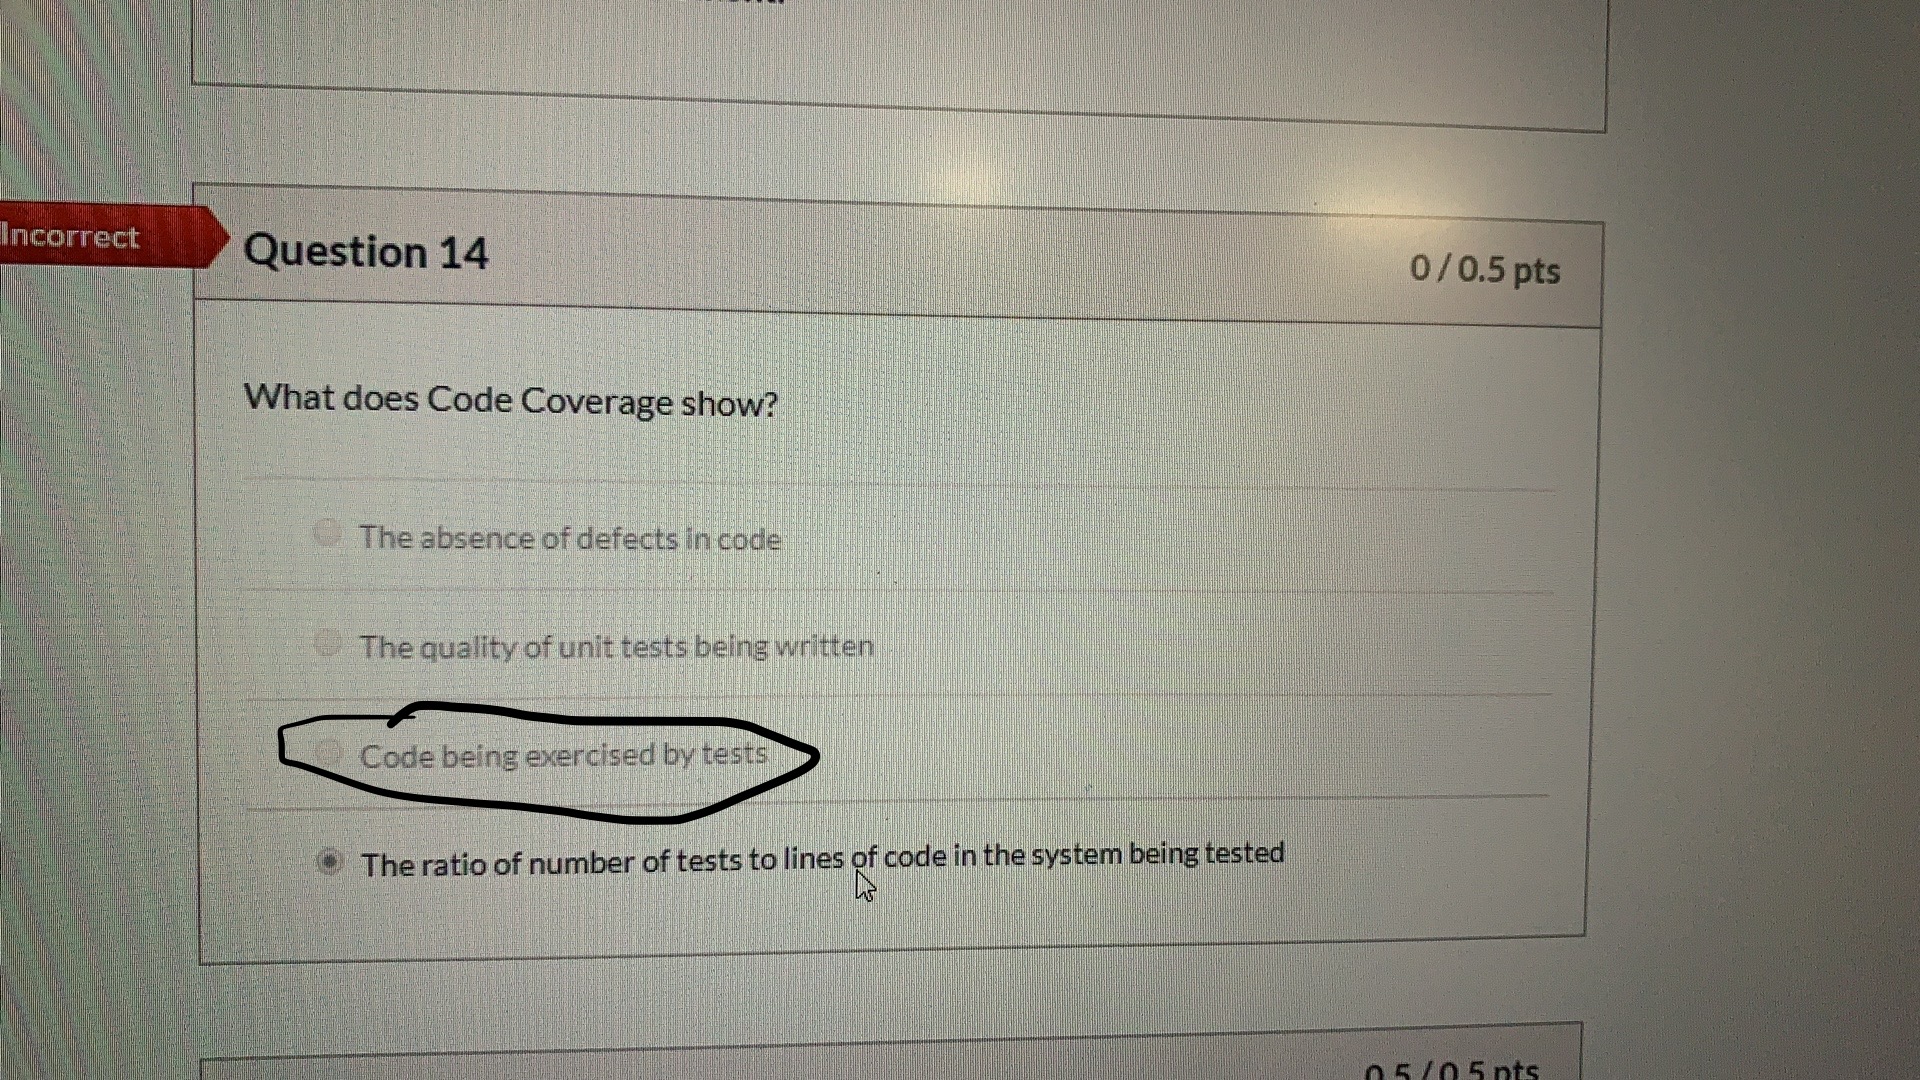 Incorrect
Question 14
0 / 0.5 pts
What does Code Coverage show?
The absence of defects in code
The quality of unit tests being written
Code being exercised by tests
The ratio of number of tests to lines of code in the system being tested
0.5 / 0.5 pts